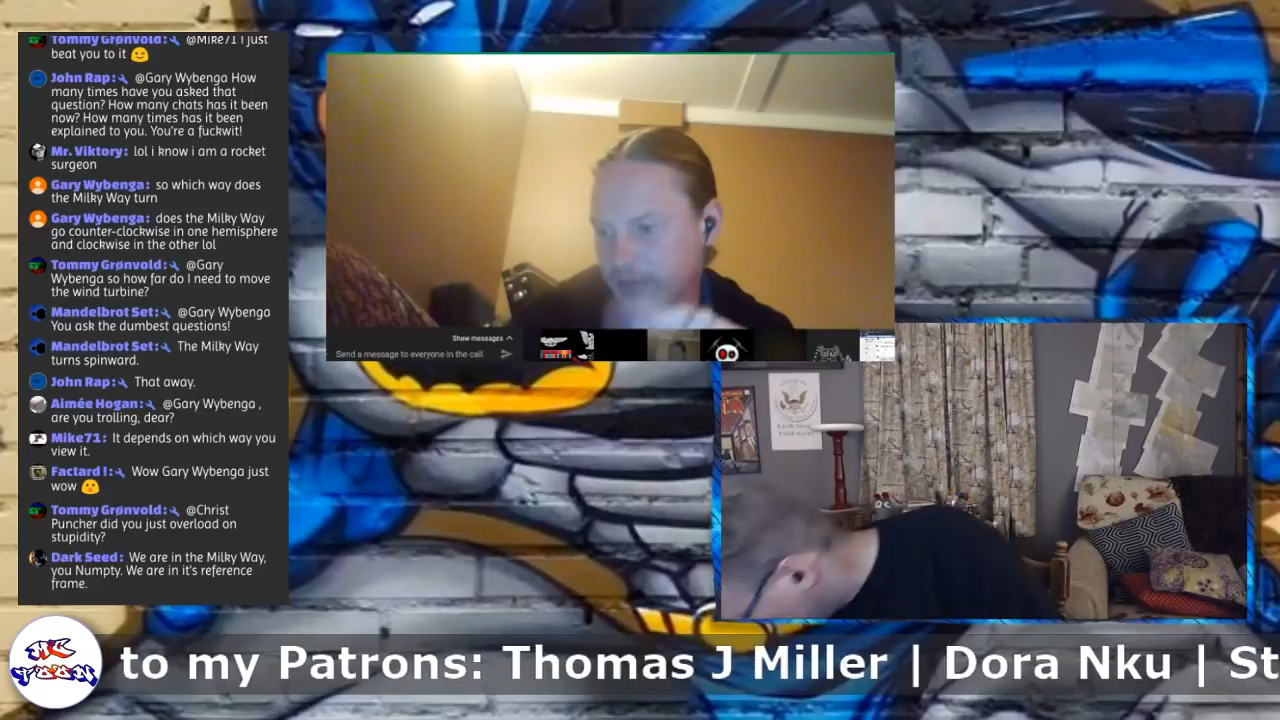 Tommy Grønvold: @Mike71 I just
beat you to it
John Rap: @Gary Wybenga How
many times have you asked that
question? How many chats has it been
now? How many times has it been
explained to you. You're a fuckwit!
Mr. Viktory: lol i know i am a rocket
surgeon
Gary Wybenga: so which way does
the Milky Way turn
Gary Wybenga: does the Milky Way
go counter-clockwise in one hemisphere
and clockwise in the other lol
Tommy Grønvold: @Gary
Wybenga so how far do I need to move
the wind turbine?
Mandelbrot Set: @Gary Wybenga
You ask the dumbest questions!
Mandelbrot Set: The Milky Way
turns spinward.
John Rap: That away.
Aimée Hogan: @Gary Wybenga ,
are you trolling, dear?
Mike71: It depends on which way you
view it.
Factard !: Wow Gary Wybenga just
wow
Tommy Grønvold: @Christ
Puncher did you just overload on
stupidity?
Dark Seed: We are in the Milky Way,
you Numpty. We are in it's reference
frame.
Show messages
Send a message to everyone in the call
MC
TOON
to my Patrons: Thomas J Miller | Dora Nku | St